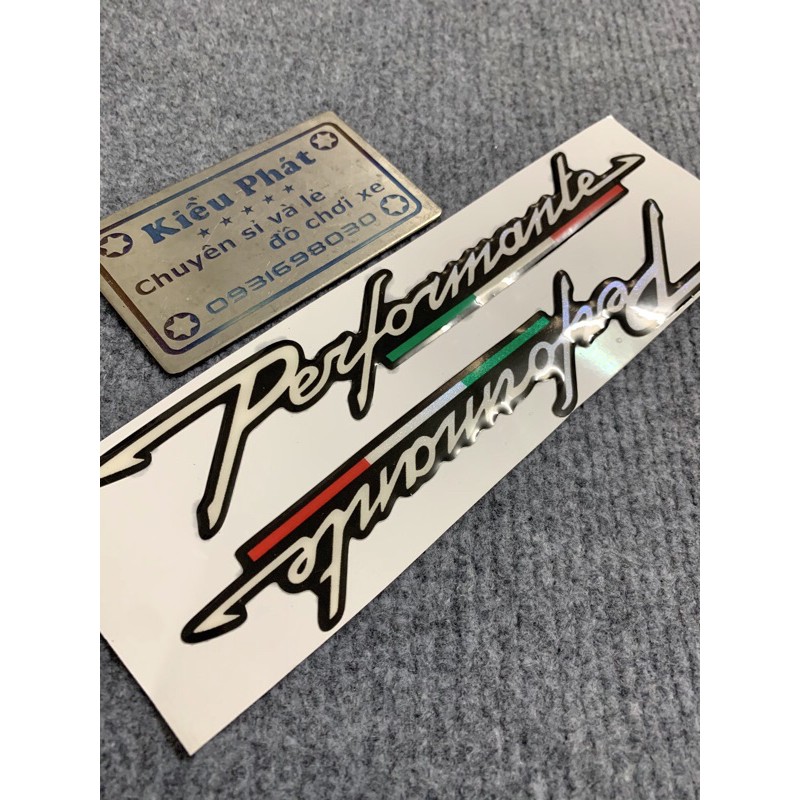 Kiều Phát
Chuyên sỉ và lẻ
đồ chơi xe
0931698030
Performante
Performante